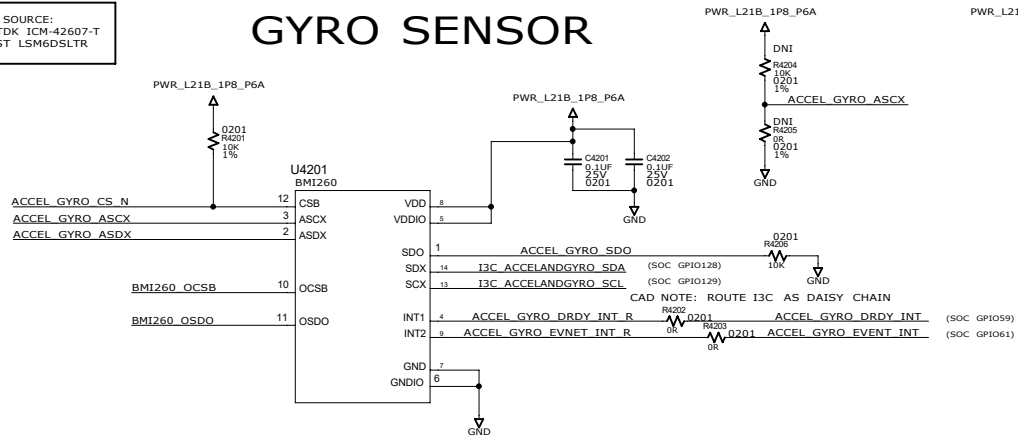 SOURCE:
TDK ICM-42607-T
ST LSM6DSLTR
GYRO SENSOR
PWR_L21B_1P8_P6A
PWR_L21
DNI
R4204
10K
0201
1%
ACCEL_GYRO_ASCX
DNI
R4205
0R
0201
1%
GND
PWR_L21B_1P8_P6A
0201
R4201
10K
1%
PWR_L21B_1P8_P6A
C4201
0.1UF
25V
0201
C4202
0.1UF
25V
0201
GND
U4201
BMI260
ACCEL_GYRO_CS_N 12 CSB
ACCEL_GYRO_ASCX 3 ASCX
ACCEL_GYRO_ASDX 2 ASDX
BMI260_OCSB 10 OCSB
BMI260_OSDO 11 OSDO
VDD 8
VDDIO 5
SDO 1 ACCEL_GYRO_SDO
0201
R4206
10K
GND
SDX 14 I3C_ACCELANDGYRO_SDA (SOC GPIO128)
SCX 13 I3C_ACCELANDGYRO_SCL (SOC GPIO129)
CAD NOTE: ROUTE I3C AS DAISY CHAIN
INT1 4 ACCEL_GYRO_DRDY_INT_R R4202 0201 0R ACCEL_GYRO_DRDY_INT (SOC GPIO59)
INT2 9 ACCEL_GYRO_EVNET_INT_R R4203 0201 0R ACCEL_GYRO_EVENT_INT (SOC GPIO61)
GND 7
GNDIO 6
GND